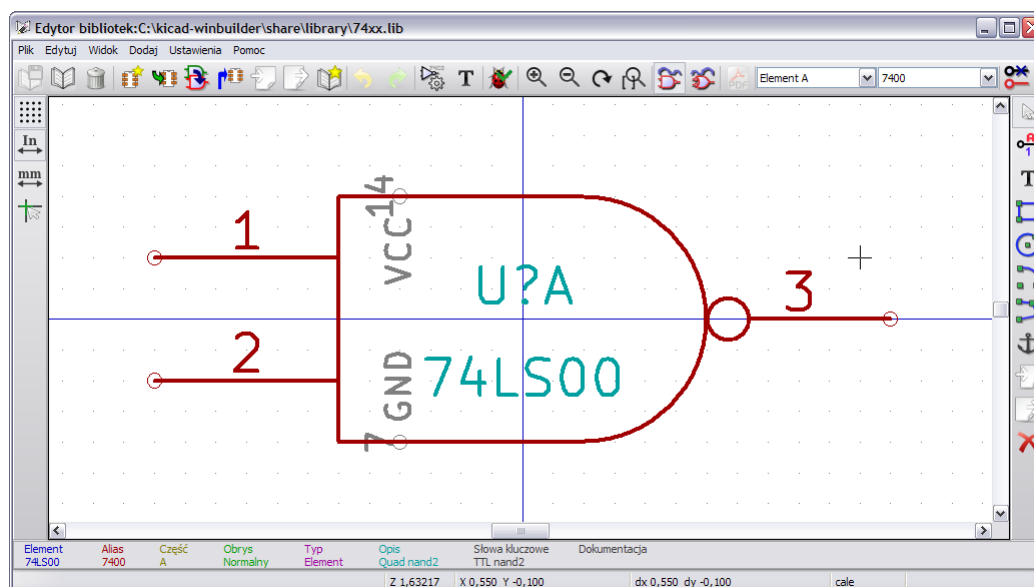 Edytor bibliotek:C:\kicad-winbuilder\share\library\74xx.lib
Plik Edytuj Widok Dodaj Ustawienia Pomoc
T
PDF
Element A
7400
In
mm
A
1
T
14
VCC
1
U?A
3
2
74LS00
GND
7
Element Alias Część Obrys Typ Opis Słowa kluczowe Dokumentacja
74LS00 7400 A Normalny Element Quad nand2 TTL nand2
Z 1,63217 X 0,550 Y -0,100 dx 0,550 dy -0,100 cale